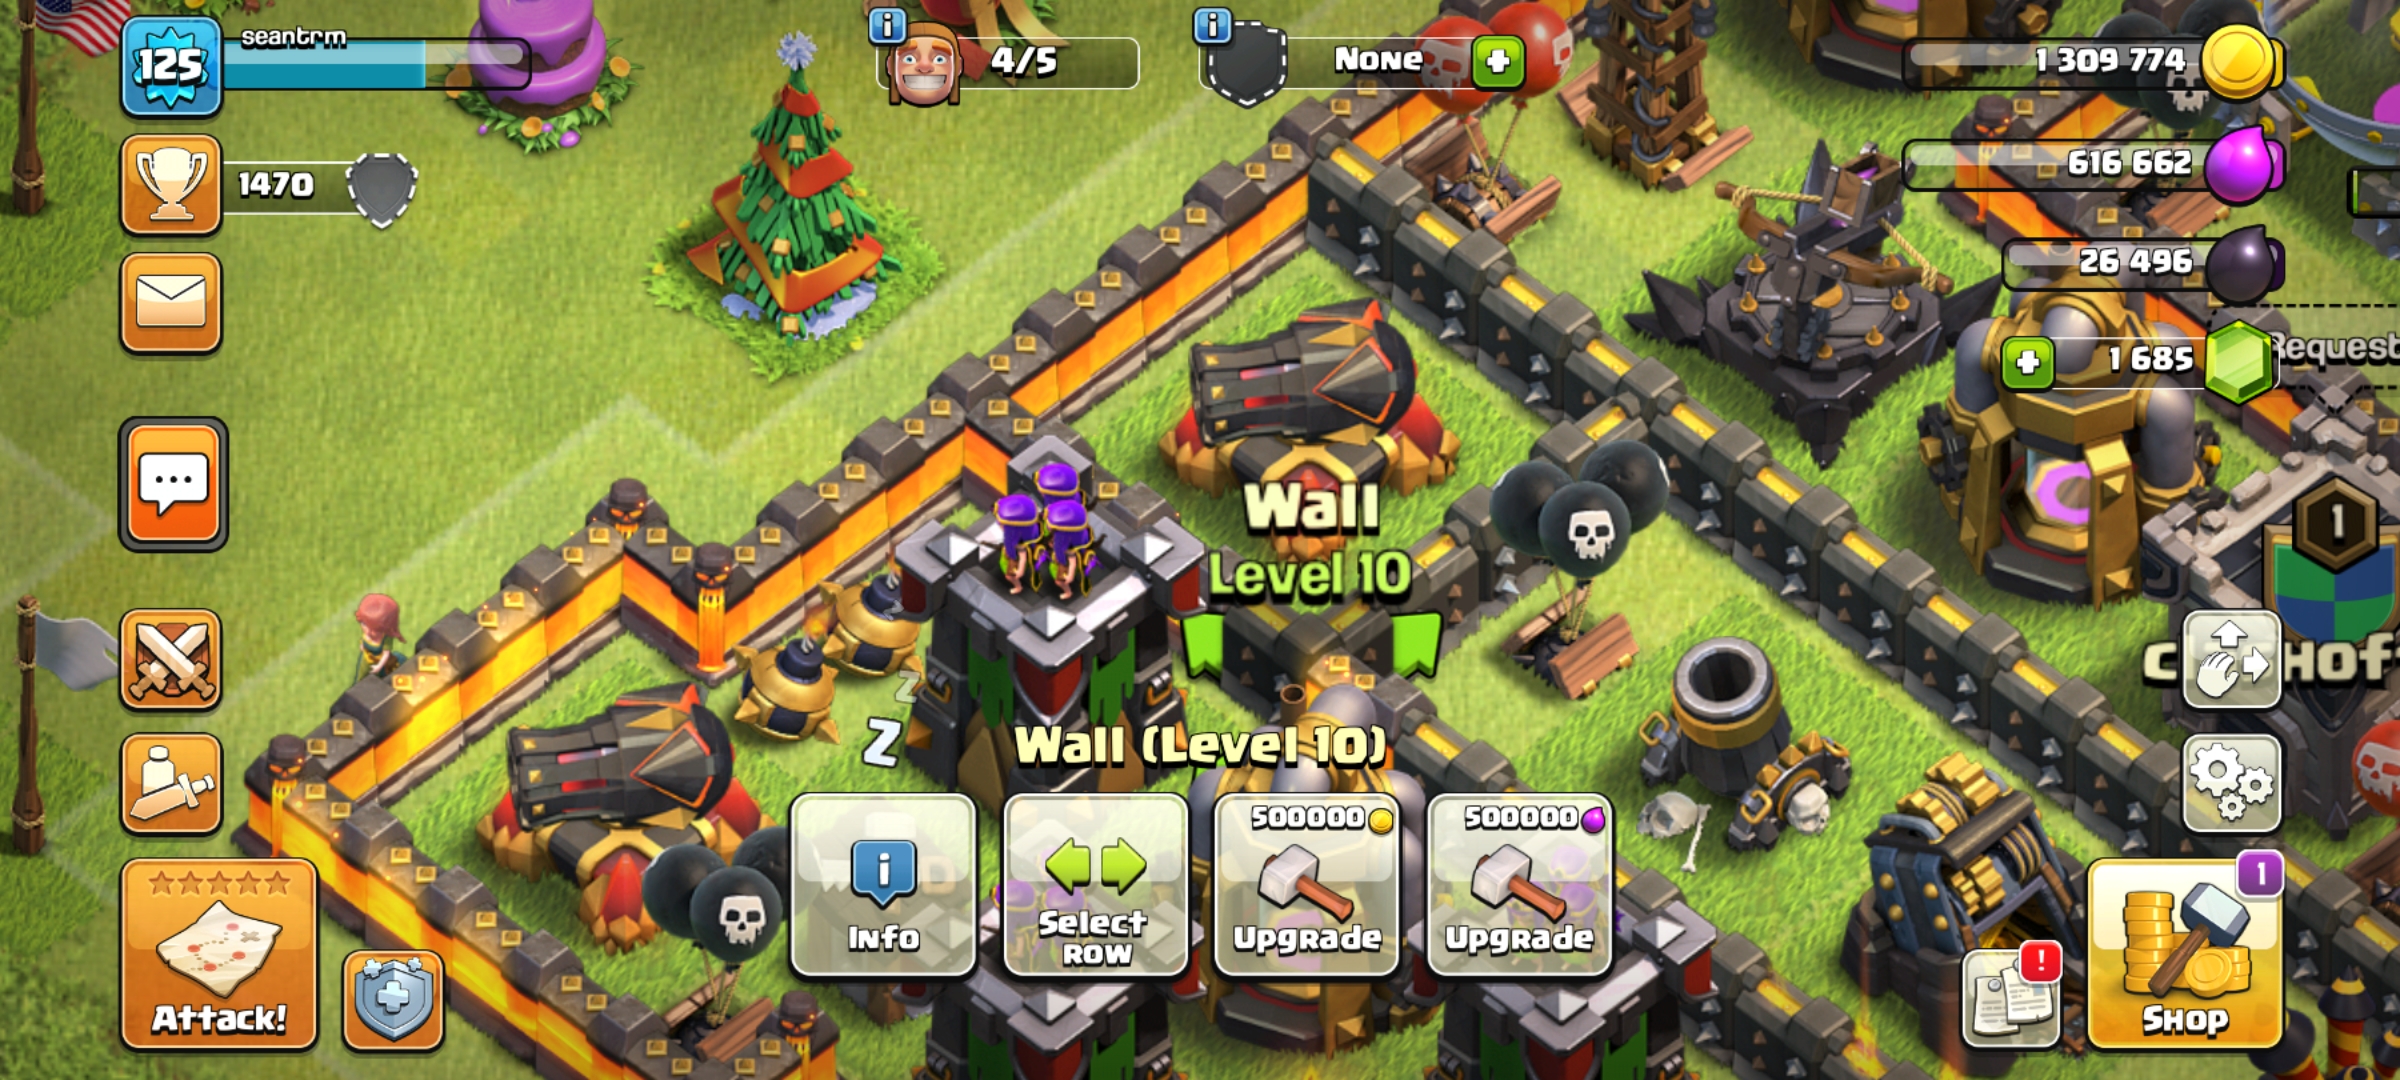 seantrm
125
4/5
None
1 309 774
616 662
26 496
1 685
Request
1470
1
Wall
Level 10
Z
Z
Wall (Level 10)
500000
500000
Info
Select
Row
Upgrade
Upgrade
Attack!
1
!
Shop